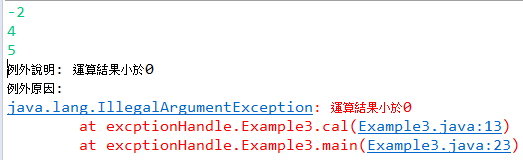 -2
4
5
例外說明: 運算結果小於0
例外原因:
java.lang.IllegalArgumentException: 運算結果小於0
at excptionHandle.Example3.cal(Example3.java:13)
at excptionHandle.Example3.main(Example3.java:23)